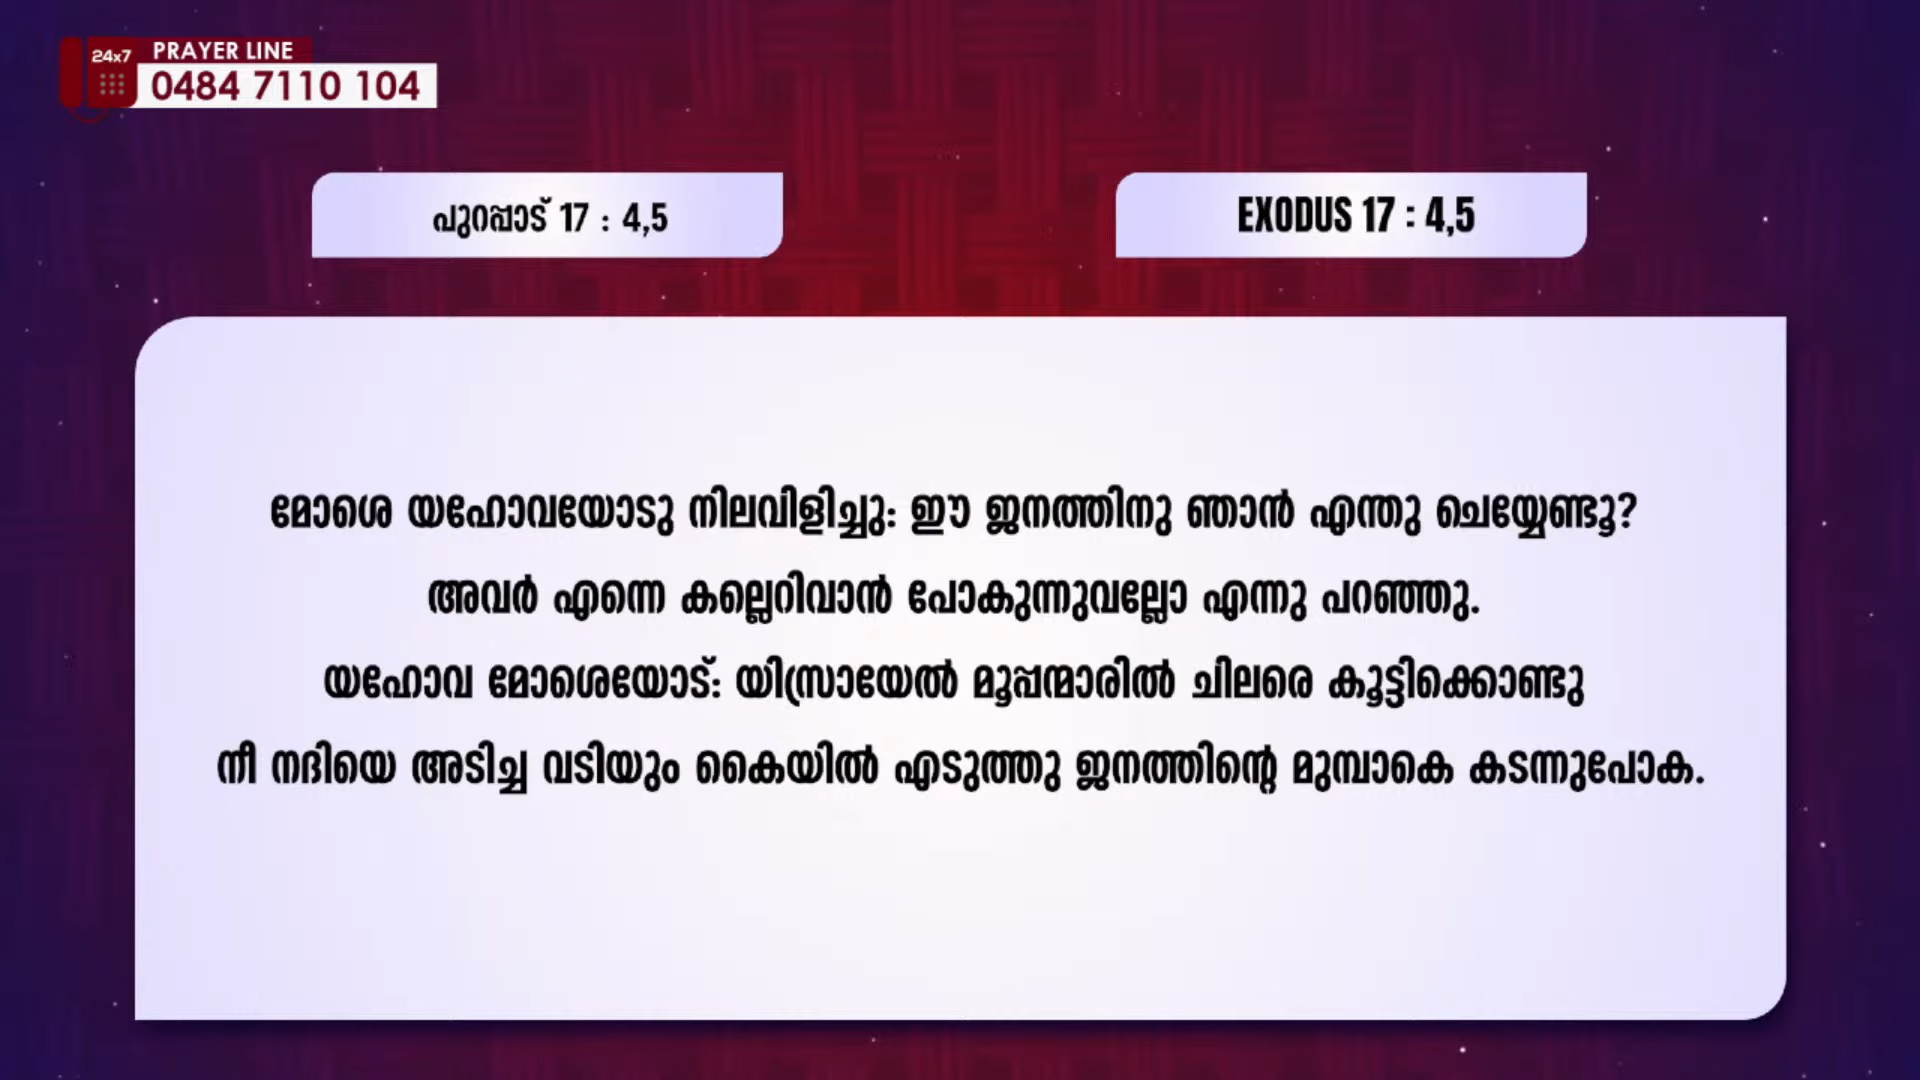 24x7 PRAYER LINE
0484 7110 104
പുറപ്പാട് 17 : 4,5
EXODUS 17 : 4,5
മോശെ യഹോവയോടു നിലവിളിച്ചു: ഈ ജനത്തിനു ഞാൻ എന്തു ചെയ്യേണ്ടൂ?
അവർ എന്നെ കല്ലെറിവാൻ പോകുന്നുവല്ലോ എന്നു പറഞ്ഞു.
യഹോവ മോശെയോട്: യിസ്രായേൽ മൂപ്പന്മാരിൽ ചിലരെ കൂട്ടിക്കൊണ്ടു
നീ നദിയെ അടിച്ച വടിയും കൈയിൽ എടുത്തു ജനത്തിന്റെ മുമ്പാകെ കടന്നുപോക.